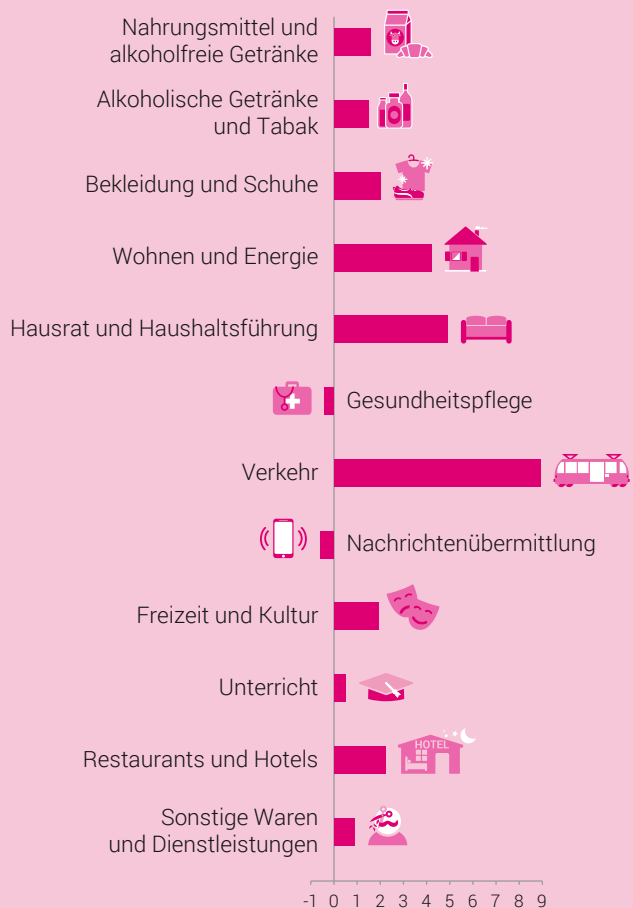 Nahrungsmittel und
alkoholfreie Getränke
Alkoholische Getränke
und Tabak
Bekleidung und Schuhe
Wohnen und Energie
Hausrat und Haushaltsführung
Gesundheitspflege
Verkehr
Nachrichtenübermittlung
Freizeit und Kultur
Unterricht
HOTEL
Restaurants und Hotels
Sonstige Waren
und Dienstleistungen
-1 0 1 2 3 4 5 6 7 8 9